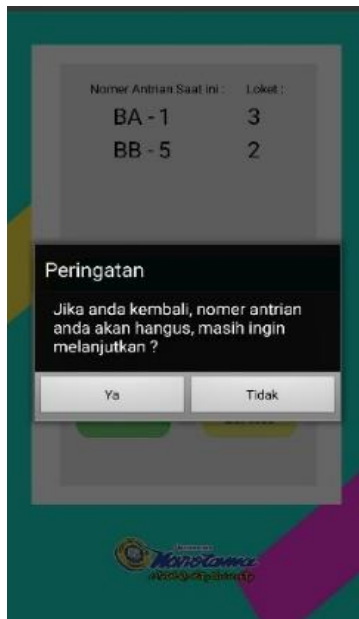 Nomer Antrian Saat ini : Loket :
BA - 1 3
BB - 5 2
Peringatan
Jika anda kembali, nomer antrian
anda akan hangus, masih ingin
melanjutkan ?
Ya Tidak
Narotama